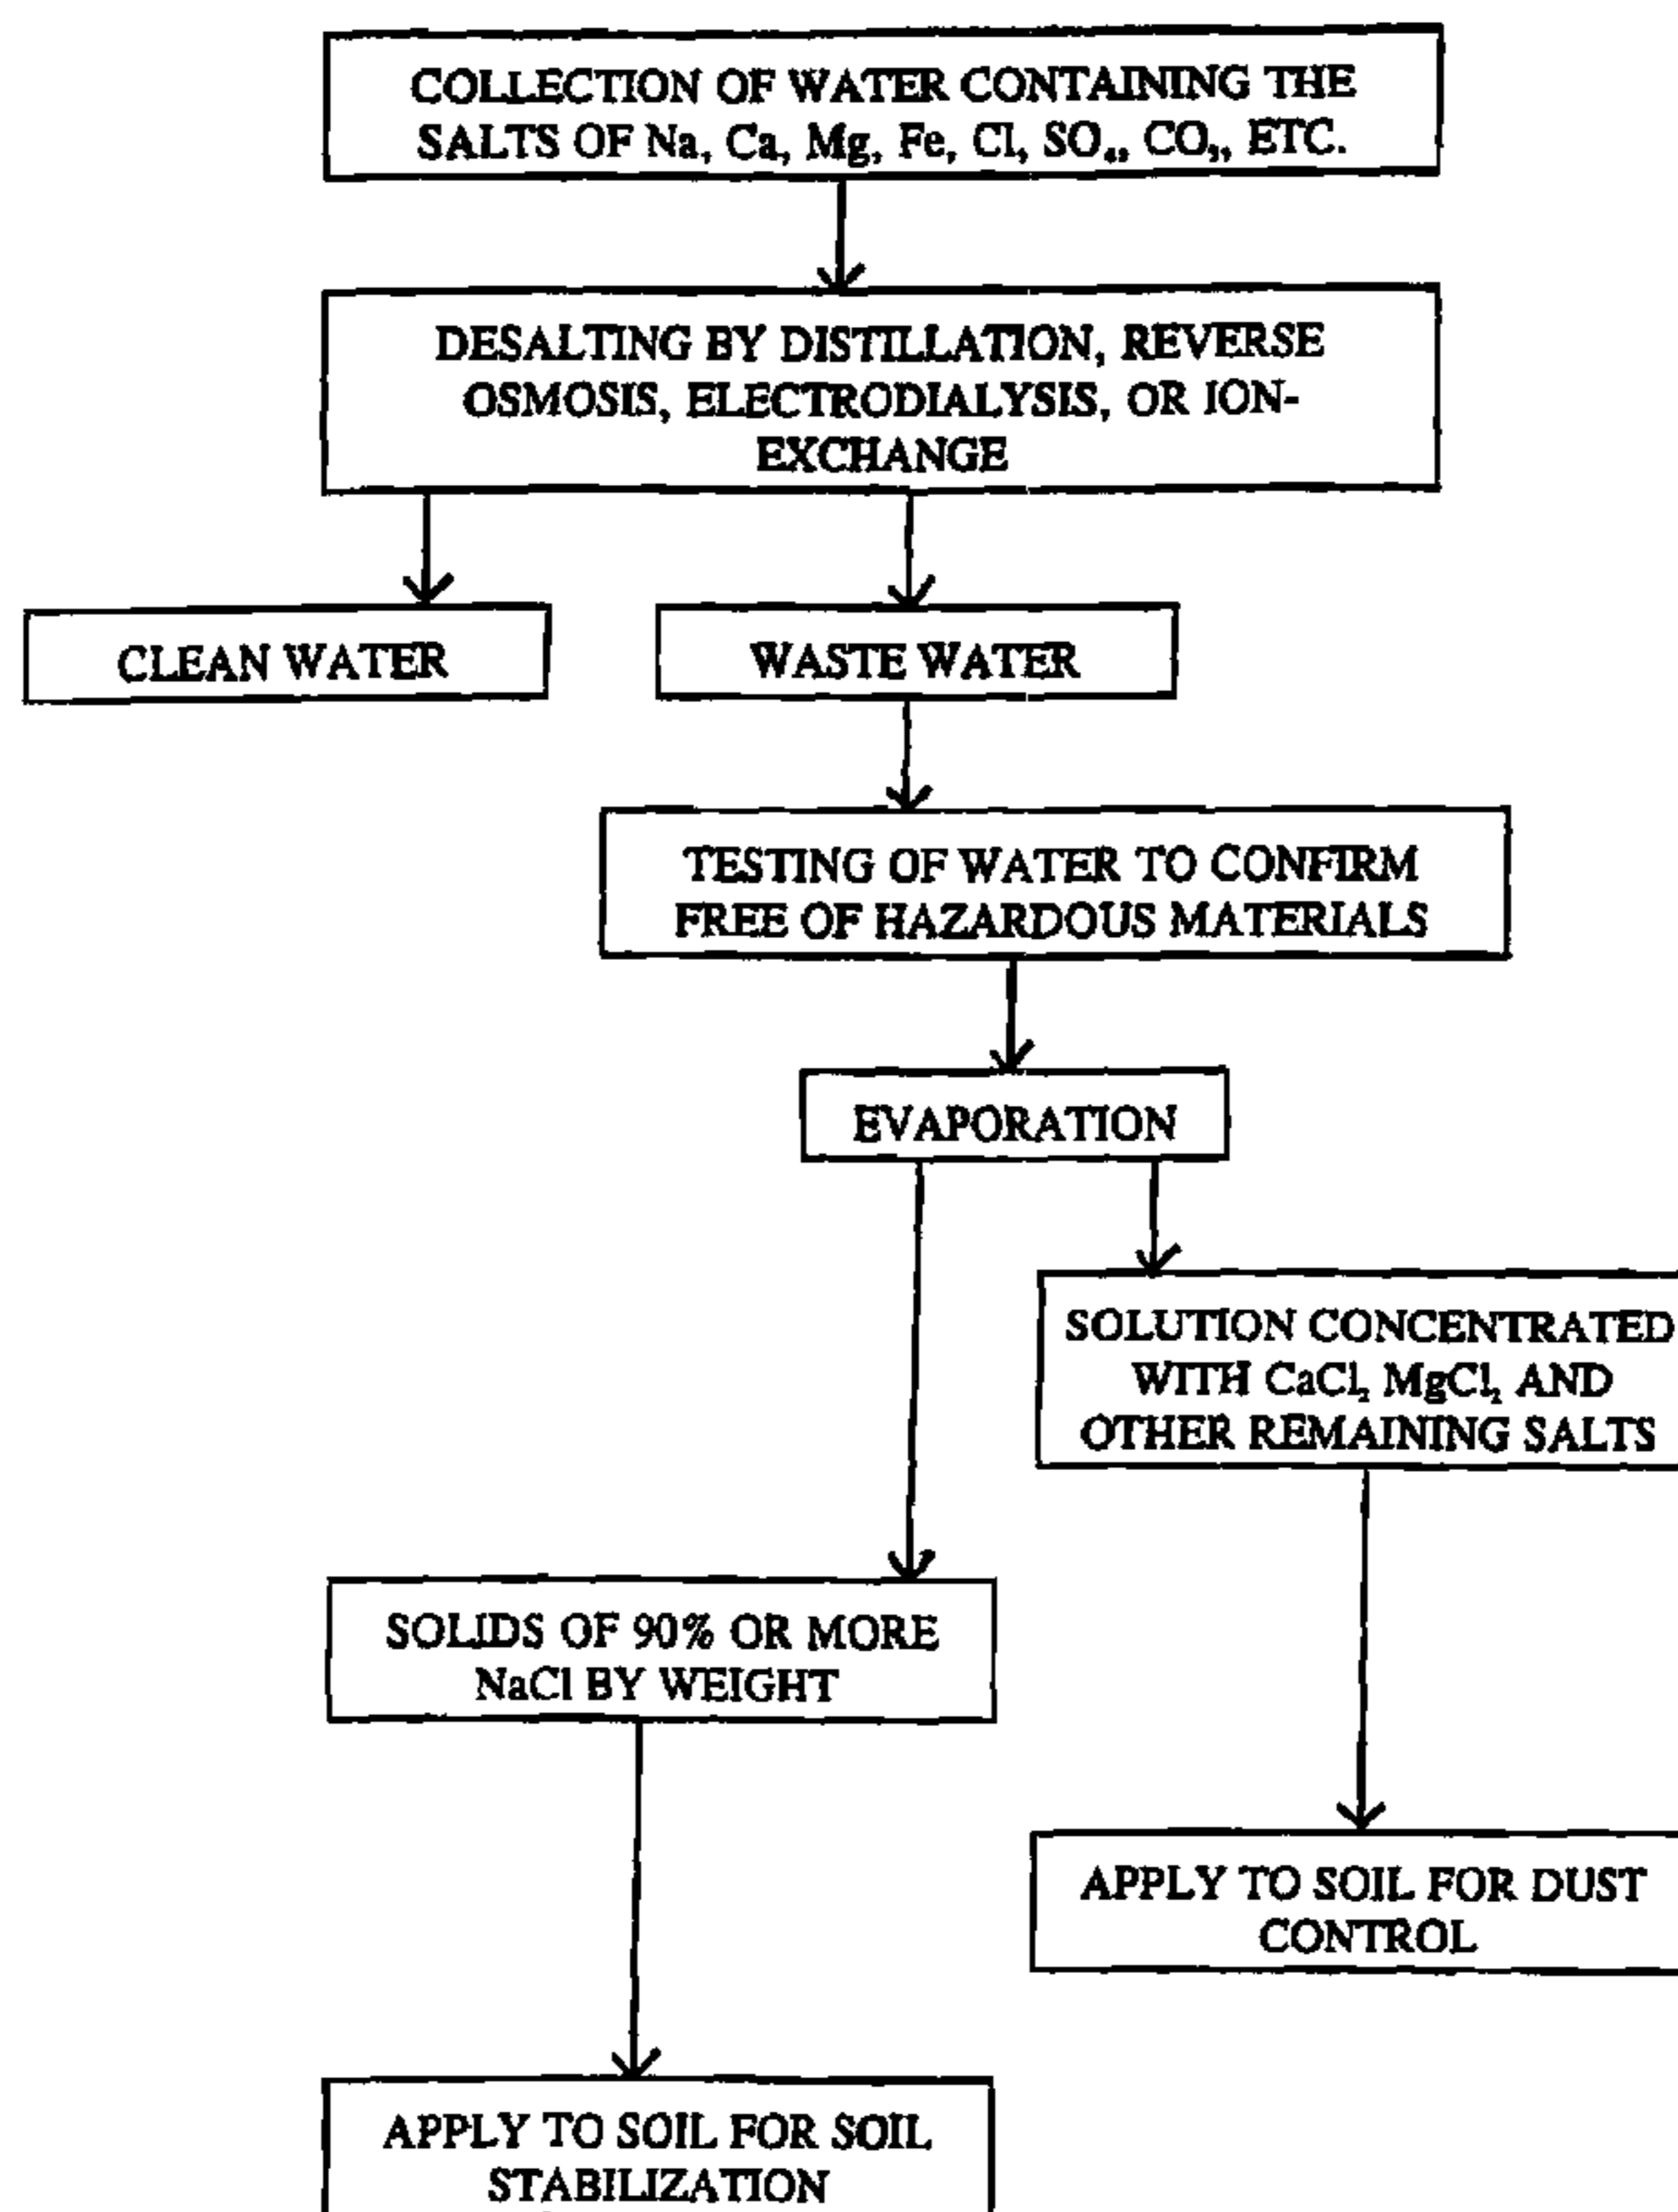 COLLECTION OF WATER CONTAINING THE
SALTS OF Na, Ca, Mg, Fe, Cl, SO₄, CO₃, ETC.
DESALTING BY DISTILLATION, REVERSE
OSMOSIS, ELECTRODIALYSIS, OR ION-
EXCHANGE
CLEAN WATER
WASTE WATER
TESTING OF WATER TO CONFIRM
FREE OF HAZARDOUS MATERIALS
EVAPORATION
SOLUTION CONCENTRATED
WITH CaCl₂ MgCl₂ AND
OTHER REMAINING SALTS
SOLIDS OF 90% OR MORE
NaCl BY WEIGHT
APPLY TO SOIL FOR DUST
CONTROL
APPLY TO SOIL FOR SOIL
STABILIZATION